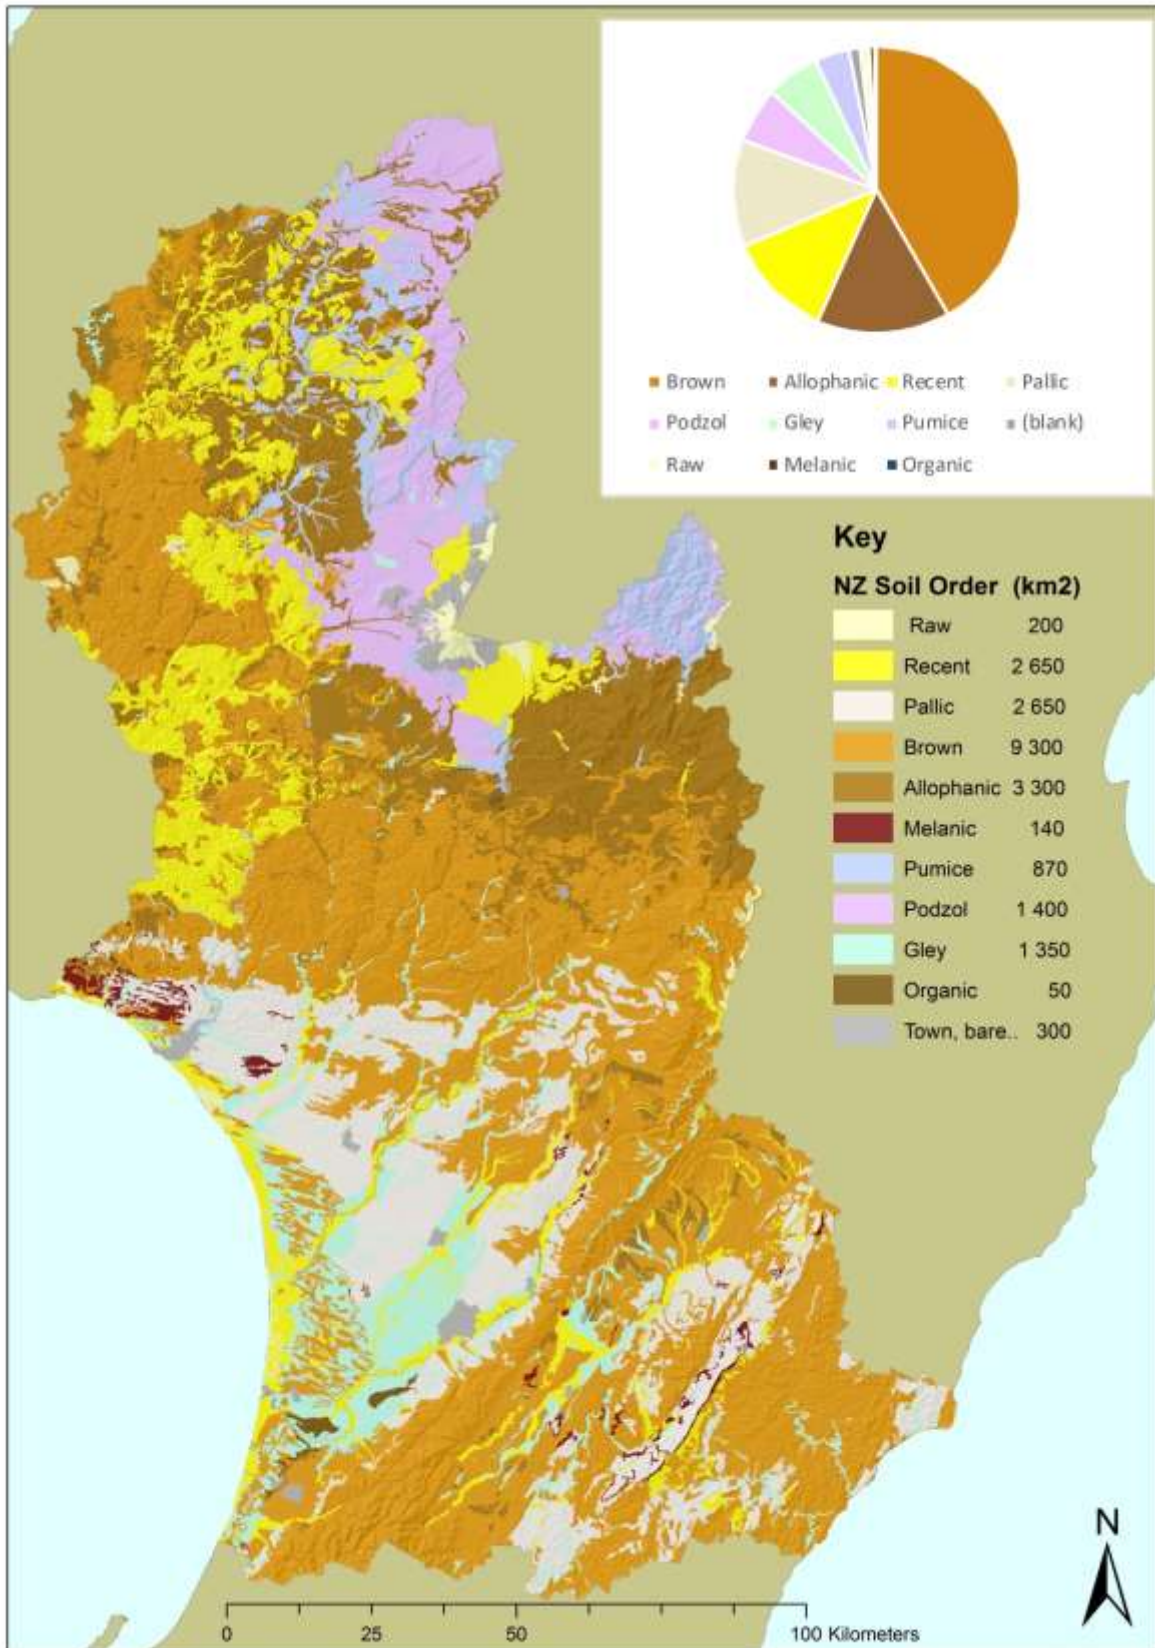 Brown Allophanic Recent Pallic
Podzol Gley Pumice (blank)
Raw Melanic Organic
Key
NZ Soil Order (km2)
Raw 200
Recent 2 650
Pallic 2 650
Brown 9 300
Allophanic 3 300
Melanic 140
Pumice 870
Podzol 1 400
Gley 1 350
Organic 50
Town, bare.. 300
N
0 25 50 100 Kilometers